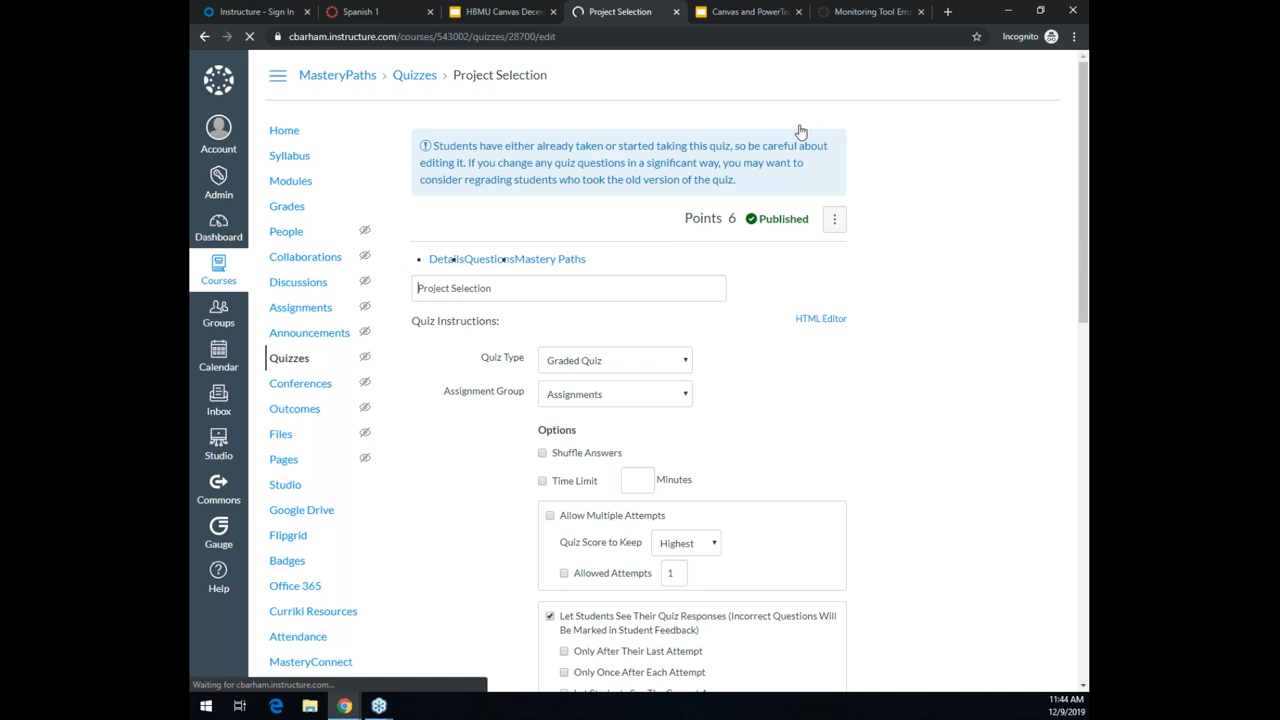 Instructure - Sign In
Spanish 1
HBMU Canvas Dece
Project Selection
Canvas and PowerTe
Monitoring Tool Erro
cbarham.instructure.com/courses/543002/quizzes/28700/edit
Incognito
MasteryPaths > Quizzes > Project Selection
Account
Admin
Dashboard
Courses
Groups
Calendar
Inbox
Studio
Commons
Gauge
Help
Home
Syllabus
Modules
Grades
People
Collaborations
Discussions
Assignments
Announcements
Quizzes
Conferences
Outcomes
Files
Pages
Studio
Google Drive
Flipgrid
Badges
Office 365
Curriki Resources
Attendance
MasteryConnect
Students have either already taken or started taking this quiz, so be careful about
editing it. If you change any quiz questions in a significant way, you may want to
consider regrading students who took the old version of the quiz.
Points 6 Published
DetailsQuestionsMastery Paths
Project Selection
Quiz Instructions:
HTML Editor
Quiz Type Graded Quiz
Assignment Group Assignments
Options
Shuffle Answers
Time Limit Minutes
Allow Multiple Attempts
Quiz Score to Keep Highest
Allowed Attempts 1
Let Students See Their Quiz Responses (Incorrect Questions Will
Be Marked in Student Feedback)
Only After Their Last Attempt
Only Once After Each Attempt
Waiting for cbarham.instructure.com...
11:44 AM
12/9/2019